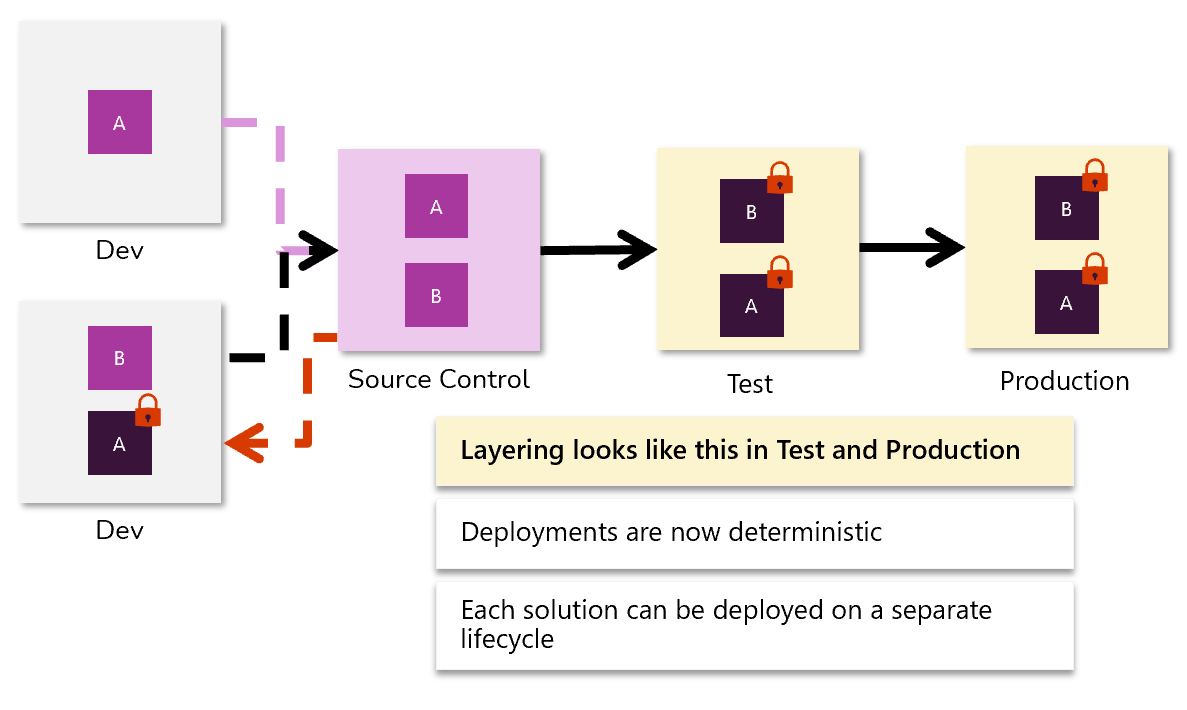 A
Dev
B
A
Dev
A
B
Source Control
B
A
Test
B
A
Production
Layering looks like this in Test and Production
Deployments are now deterministic
Each solution can be deployed on a separate
lifecycle